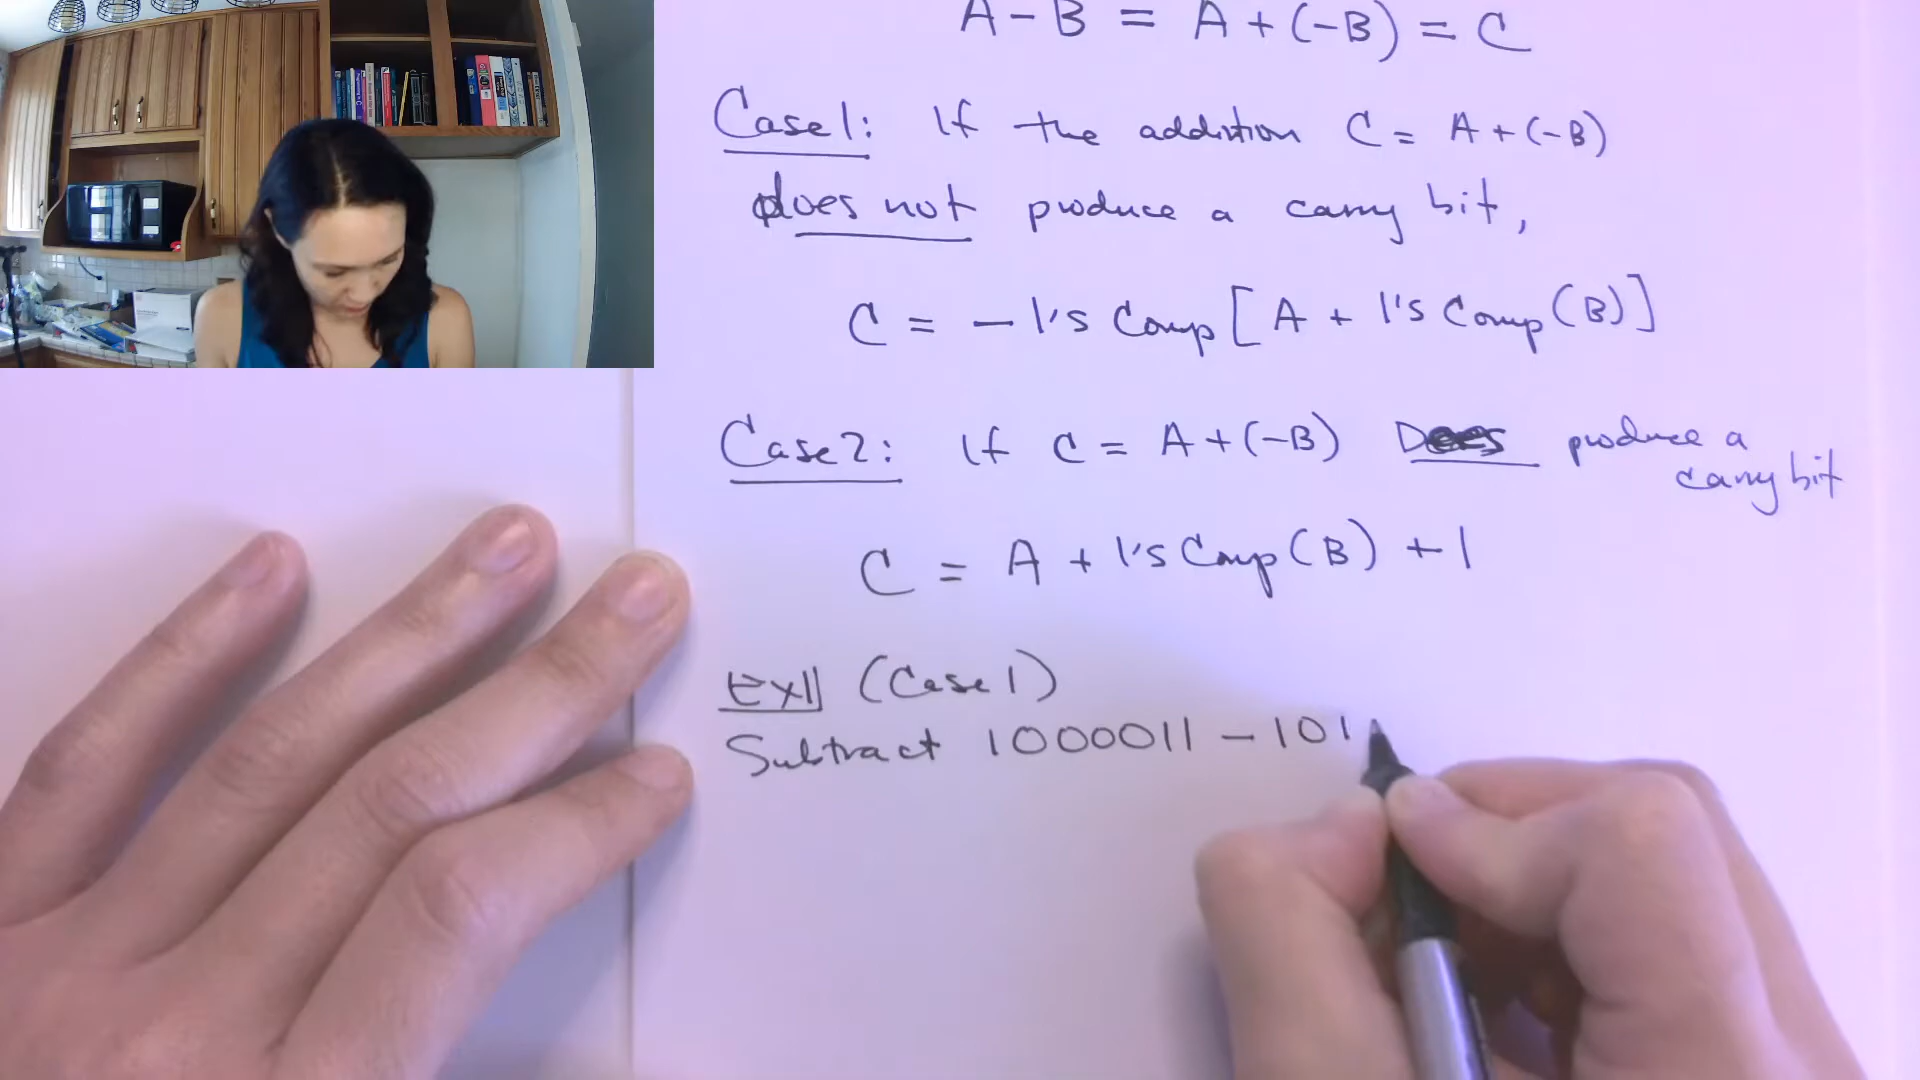 A - B = A + (-B) = C
Case 1: If the addition C = A + (-B)
does not produce a carry bit,
C = - 1's Comp [A + 1's Comp (B)]
Case 2: If C = A + (-B) Does produce a
carry bit
C = A + 1's Comp (B) + 1
Ex 1 (Case 1)
Subtract 1000011 - 101